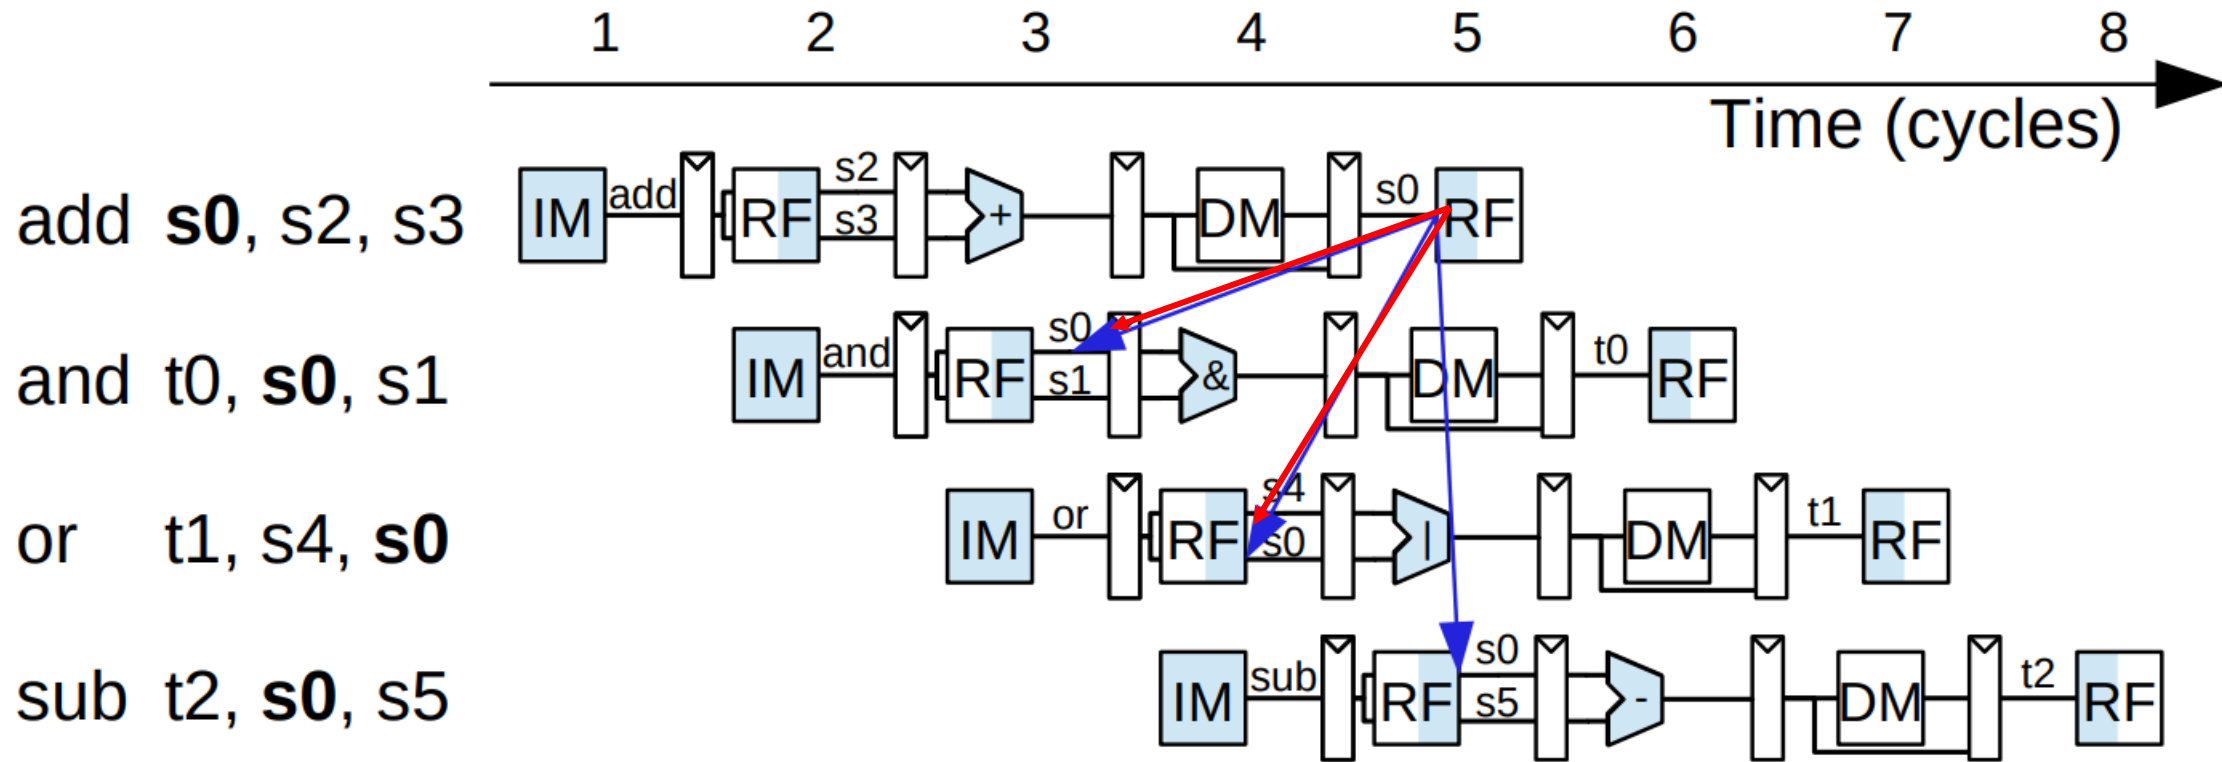 1 2 3 4 5 6 7 8
Time (cycles)
add s0, s2, s3 IM add RF s2 s3 + DM s0 RF
and t0, s0, s1 IM and RF s0 s1 & DM t0 RF
or t1, s4, s0 IM or RF s4 s0 | DM t1 RF
sub t2, s0, s5 IM sub RF s0 s5 - DM t2 RF